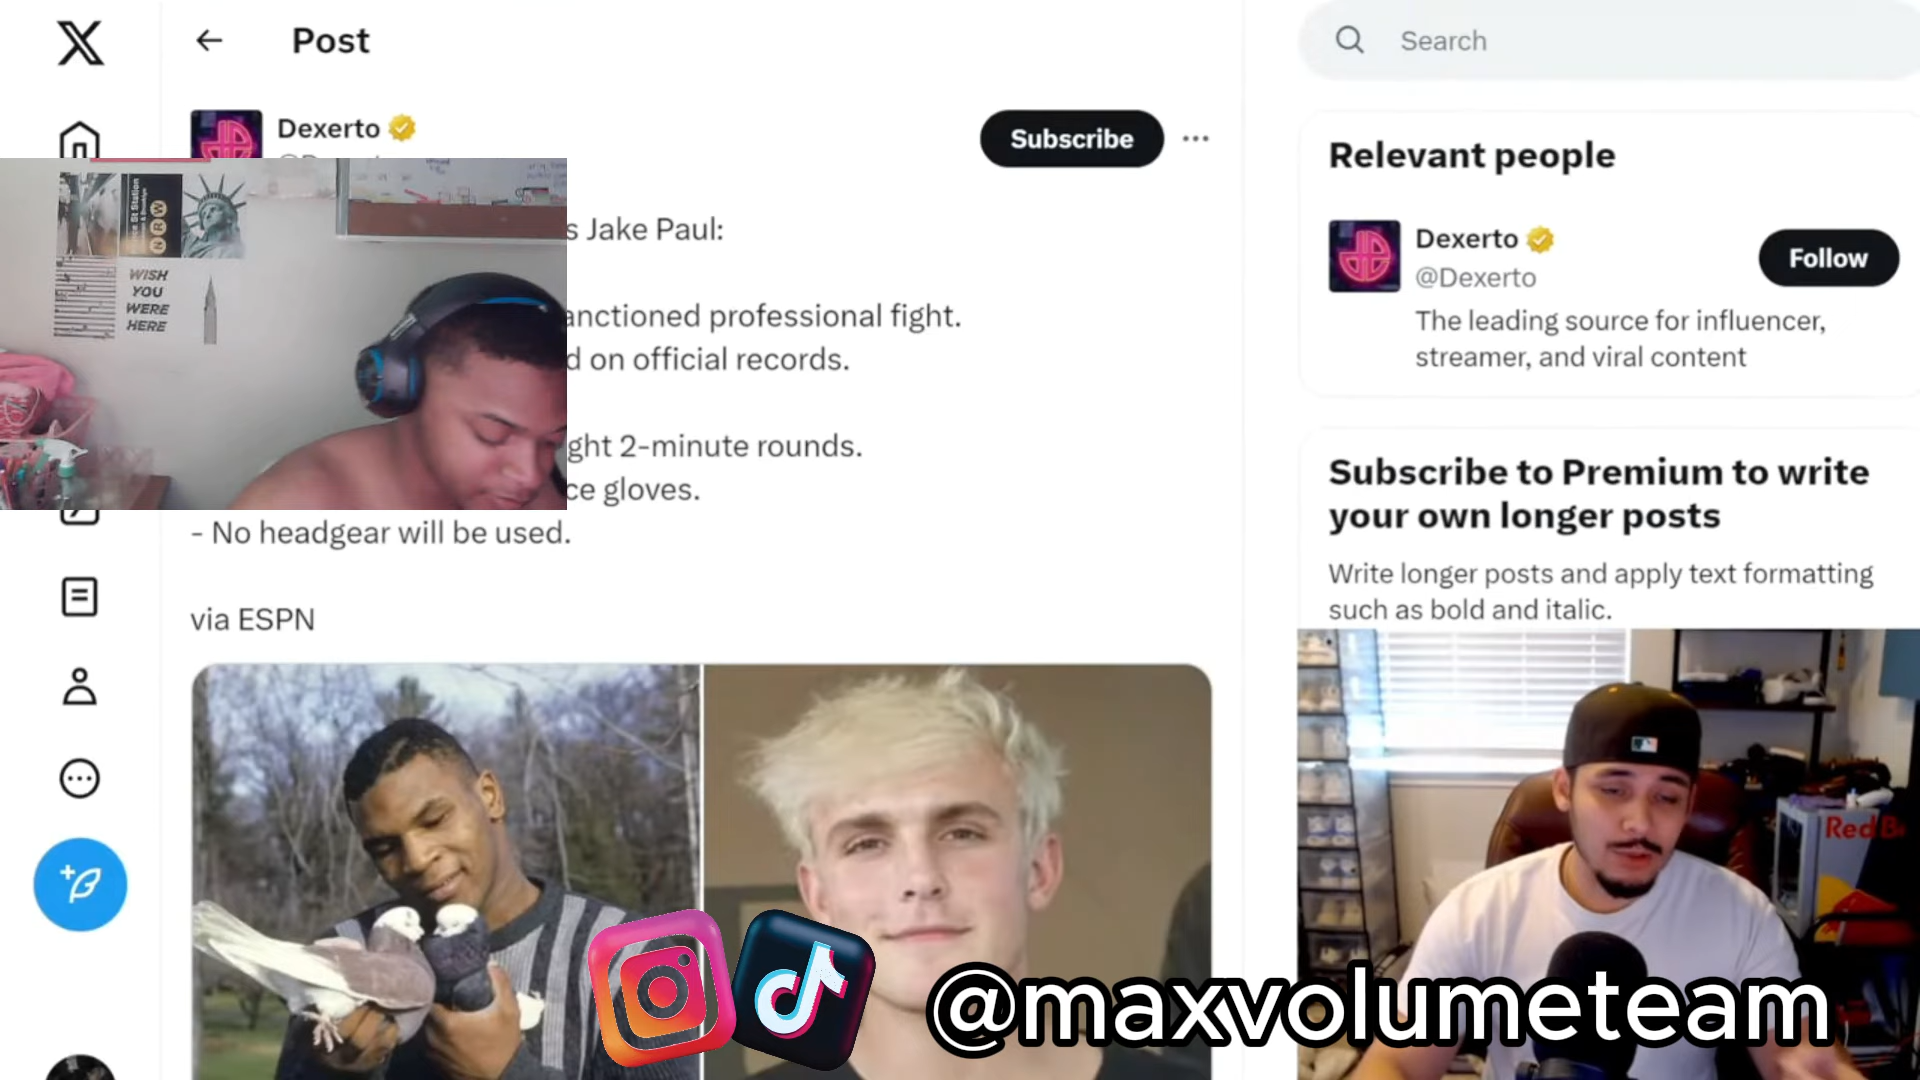 Post
Dexerto
Subscribe
s Jake Paul:
anctioned professional fight.
d on official records.
ght 2-minute rounds.
ce gloves.
- No headgear will be used.
via ESPN
Search
Relevant people
Dexerto
@Dexerto
Follow
The leading source for influencer,
streamer, and viral content
Subscribe to Premium to write
your own longer posts
Write longer posts and apply text formatting
such as bold and italic.
WISH
YOU
WERE
HERE
St Station
N R W
Red B
@maxvolumeteam